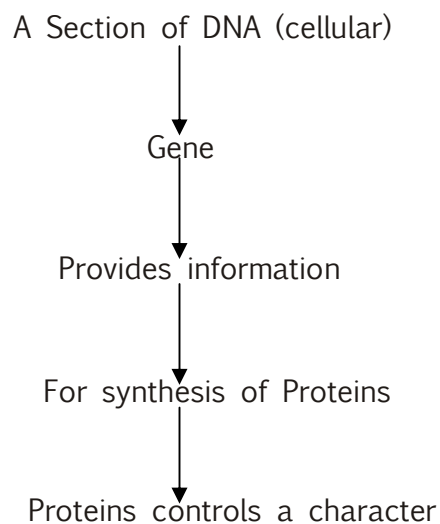 A Section of DNA (cellular)
Gene
Provides information
For synthesis of Proteins
Proteins controls a character